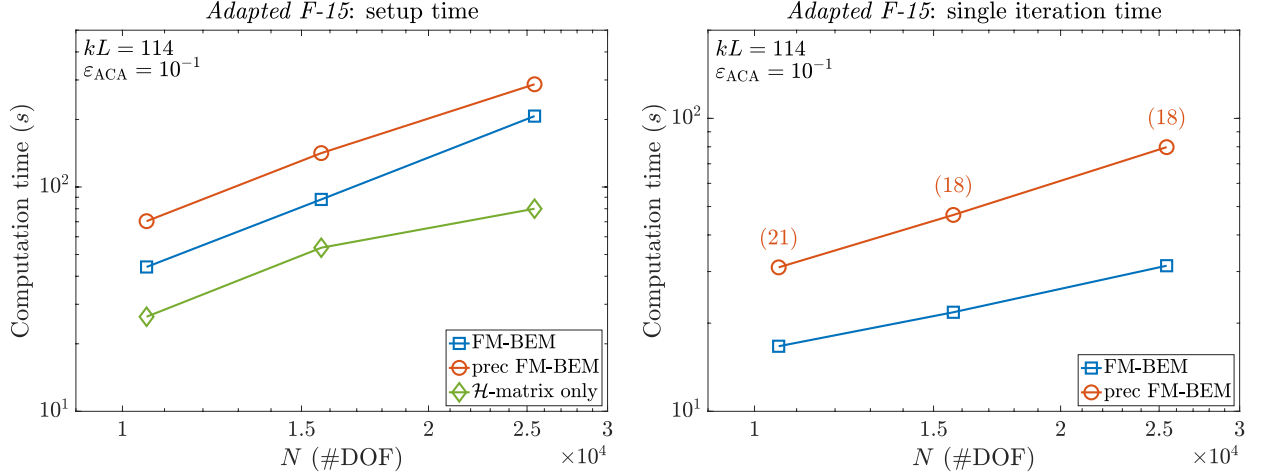 Adapted F-15: setup time
kL = 114
ε_ACA = 10^-1
Computation time (s)
10^2
10^1
FM-BEM
prec FM-BEM
ℋ-matrix only
1
1.5
2
2.5
3
×10^4
N (#DOF)
Adapted F-15: single iteration time
kL = 114
ε_ACA = 10^-1
Computation time (s)
10^2
10^1
(21)
(18)
(18)
FM-BEM
prec FM-BEM
1
1.5
2
2.5
3
×10^4
N (#DOF)